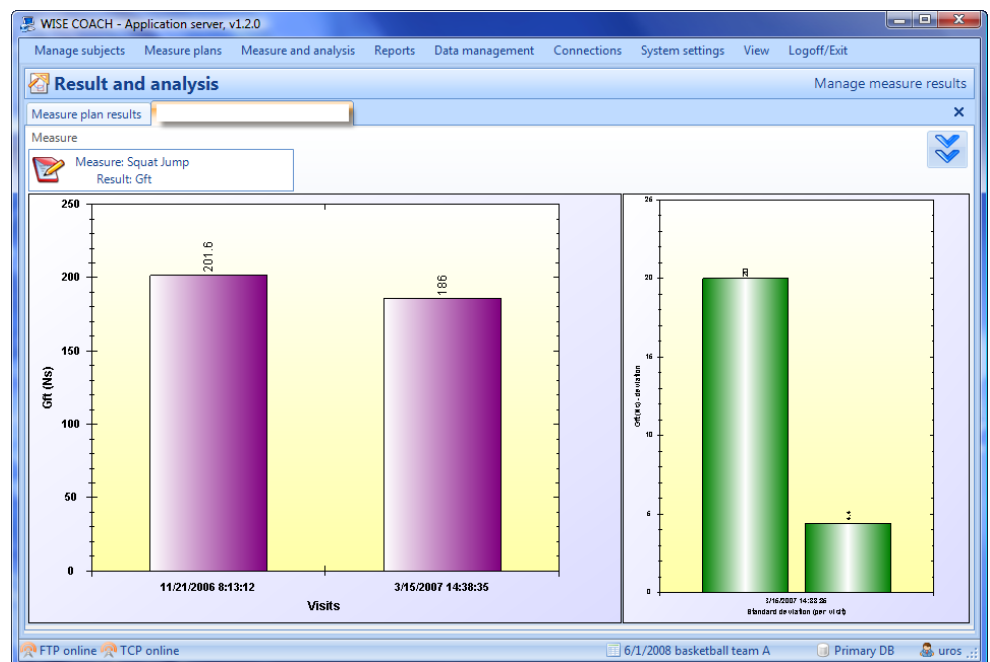 WISE COACH - Application server, v1.2.0
Manage subjects Measure plans Measure and analysis Reports Data management Connections System settings View Logoff/Exit
Result and analysis Manage measure results
Measure plan results
Measure
Measure: Squat Jump
Result: Gft
250
200
150
100
50
0
Gft (Ns)
201.6
186
11/21/2006 8:13:12 3/15/2007 14:38:35
Visits
20
10
Gft (Ns) - deviation
Standard deviation (per visit)
FTP online TCP online 6/1/2008 basketball team A Primary DB uros